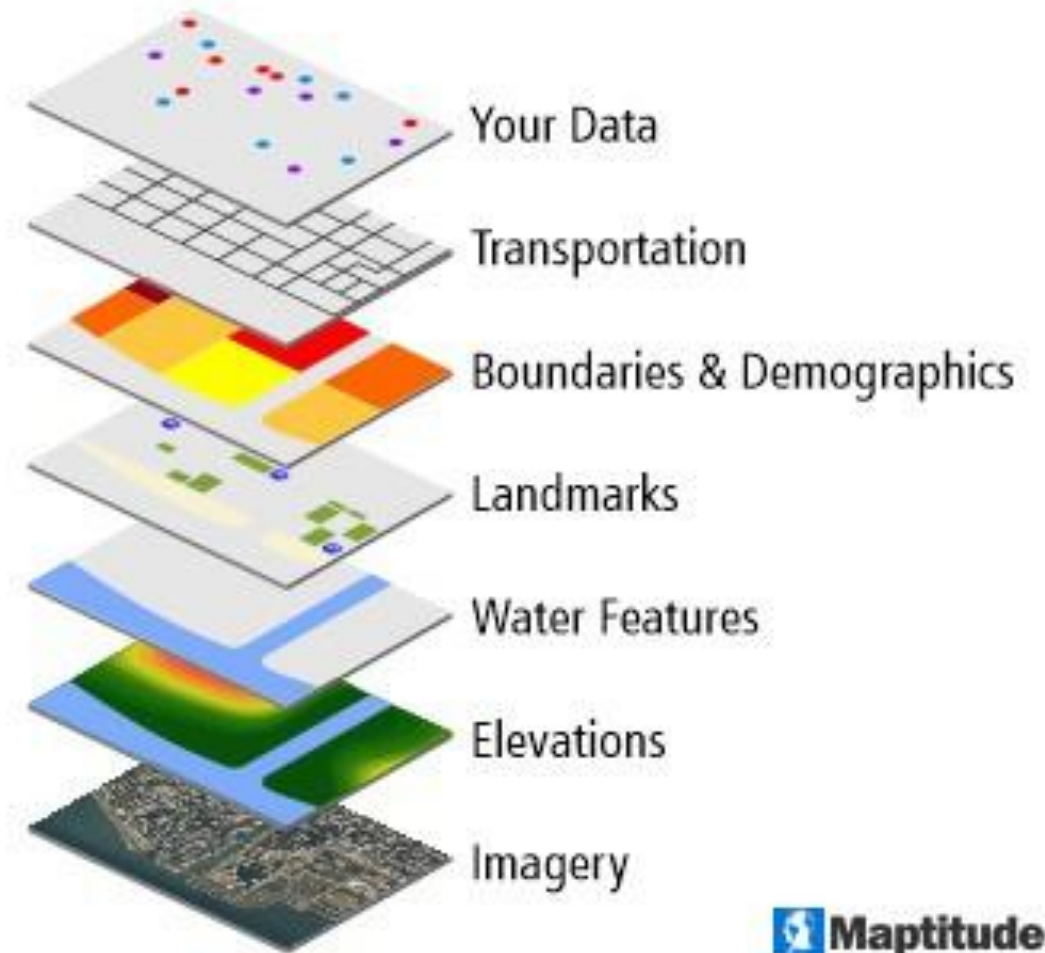 Your Data
Transportation
Boundaries & Demographics
Landmarks
Water Features
Elevations
Imagery
Maptitude